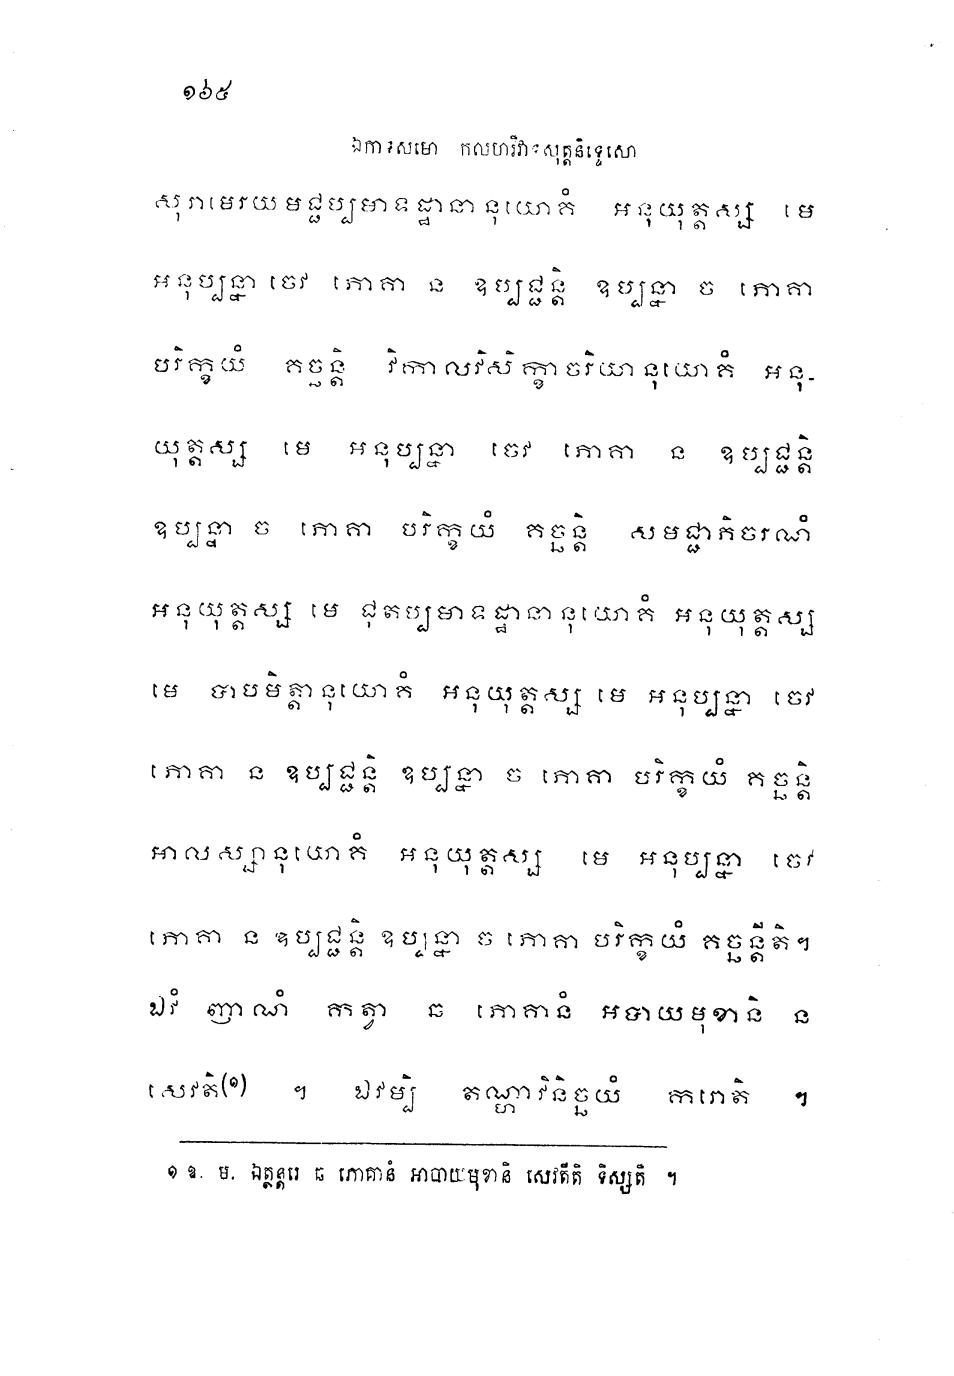 ១៦៥
ឯកាទសមោ កលហវិវាទសុត្តនិទ្ទេសោ
សុរាមេរយមជ្ជប្បមាទដ្ឋានានុយោគំ អនុយុត្តស្ស មេ
អនុប្បន្នា ចេវ ភោគា ន ឧប្បជ្ជន្តិ ឧប្បន្នា ច ភោគា
បរិក្ខយំ គច្ឆន្តិ វិកាលវិសិក្ខាចរិយានុយោគំ អនុ-
យុត្តស្ស មេ អនុប្បន្នា ចេវ ភោគា ន ឧប្បជ្ជន្តិ
ឧប្បន្នា ច ភោគា បរិក្ខយំ គច្ឆន្តិ សមជ្ជាភិចរណំ
អនុយុត្តស្ស មេ ជុតប្បមាទដ្ឋានានុយោគំ អនុយុត្តស្ស
មេ បាបមិត្តានុយោគំ អនុយុត្តស្ស មេ អនុប្បន្នា ចេវ
ភោគា ន ឧប្បជ្ជន្តិ ឧប្បន្នា ច ភោគា បរិក្ខយំ គច្ឆន្តិ
អាលស្យានុយោគំ អនុយុត្តស្ស មេ អនុប្បន្នា ចេវ
ភោគា ន ឧប្បជ្ជន្តិ ឧប្បន្នា ច ភោគា បរិក្ខយំ គច្ឆន្តីតិ។
ឯវំ ញាណំ កត្វា ឆ ភោគានំ អបាយមុខានិ ន
សេវតិ(១) ។ ឯវម្បិ តណ្ហាវិនិច្ឆយំ ករោតិ ។
១ ឱ. ម. ឯត្ថន្តរេ ឆ ភោគានំ អាបាយមុខានិ សេវតីតិ ទិស្សតិ ។